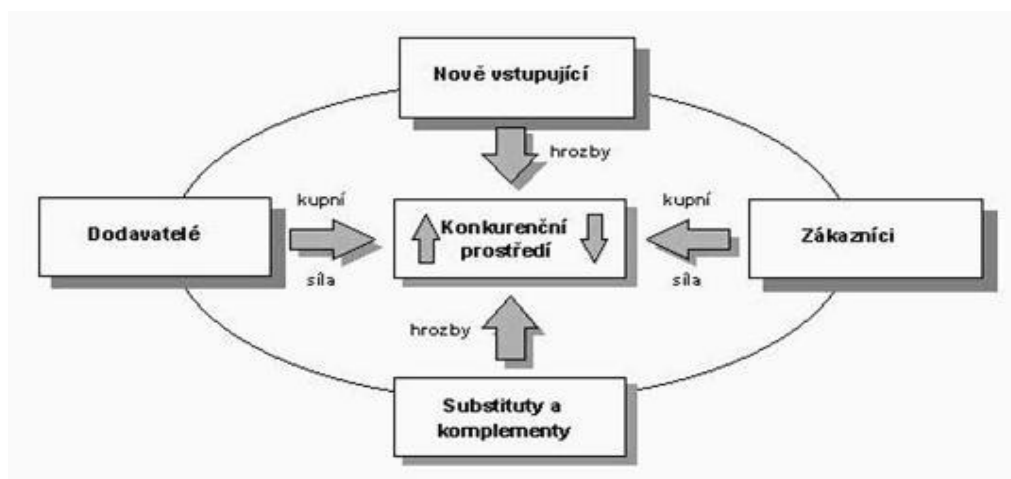 Nově vstupující
hrozby
kupní
Dodavatelé
síla
Konkurenční
prostředí
kupní
Zákazníci
síla
hrozby
Substituty a
komplementy